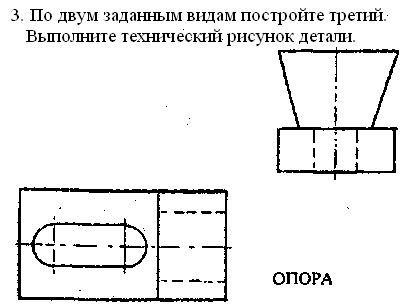 3. По двум заданным видам постройте третий.
Выполните технический рисунок детали.
ОПОРА